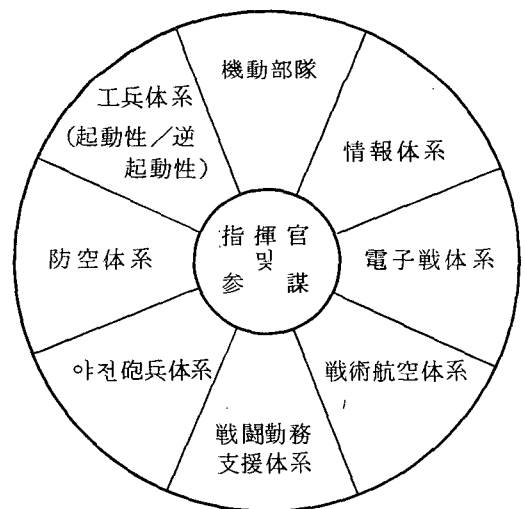 機動部隊
工兵体系
(起動性／逆
起動性)
情報体系
防空体系
指揮官
및
参謀
電子戦体系
야전砲兵体系
戦術航空体系
戦闘勤務
支援体系